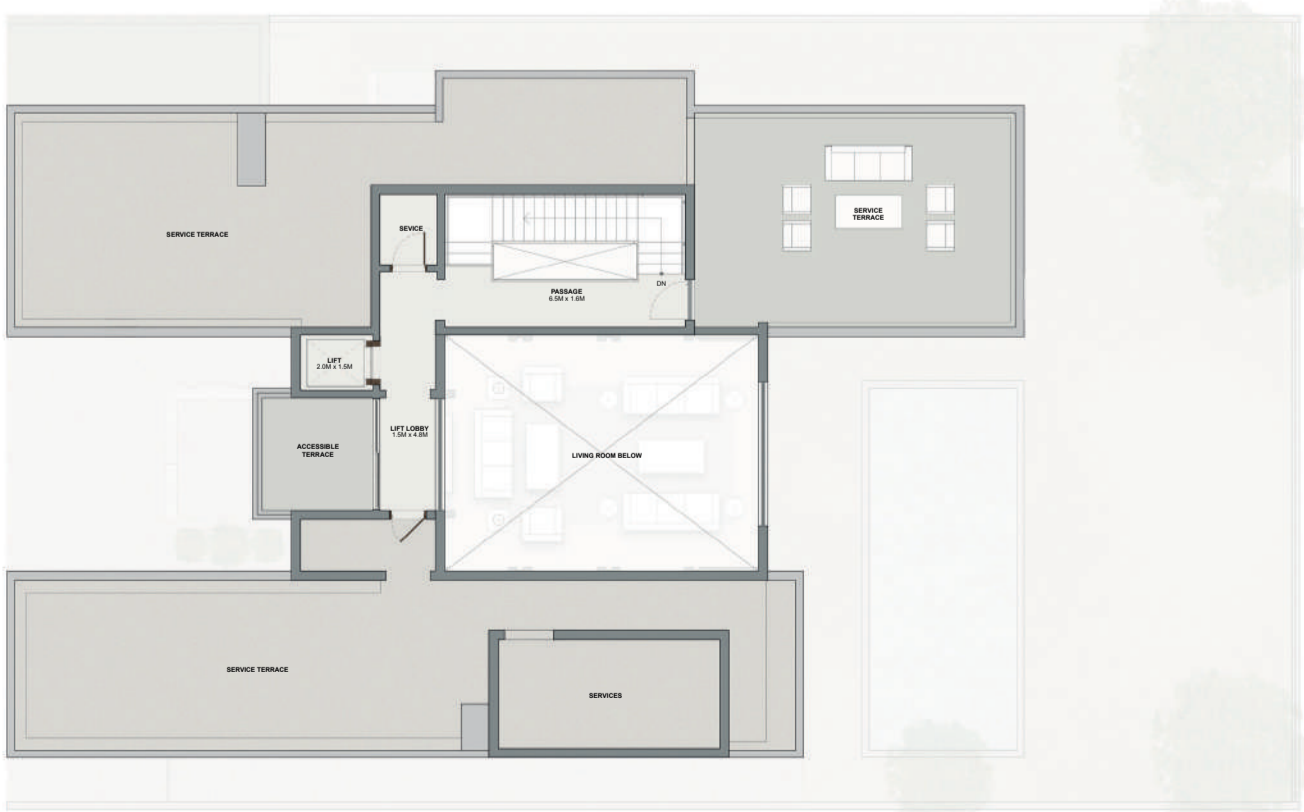 SERVICE TERRACE
SERVICE
TERRACE
SEVICE
DN
PASSAGE
6.5M x 1.6M
LIFT
2.0M x 1.5M
LIFT LOBBY
1.5M x 4.8M
ACCESSIBLE
TERRACE
LIVING ROOM BELOW
SERVICE TERRACE
SERVICES